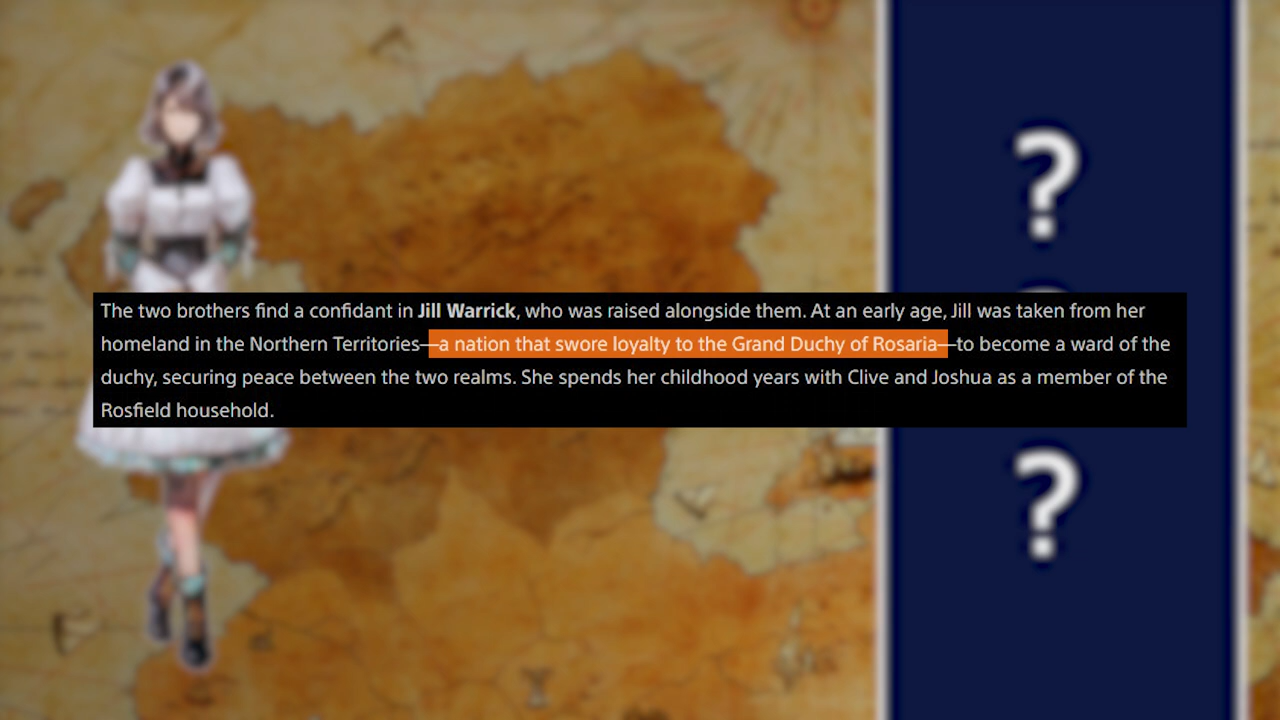 ?
The two brothers find a confidant in Jill Warrick, who was raised alongside them. At an early age, Jill was taken from her
homeland in the Northern Territories—a nation that swore loyalty to the Grand Duchy of Rosaria—to become a ward of the
duchy, securing peace between the two realms. She spends her childhood years with Clive and Joshua as a member of the
Rosfield household.
?